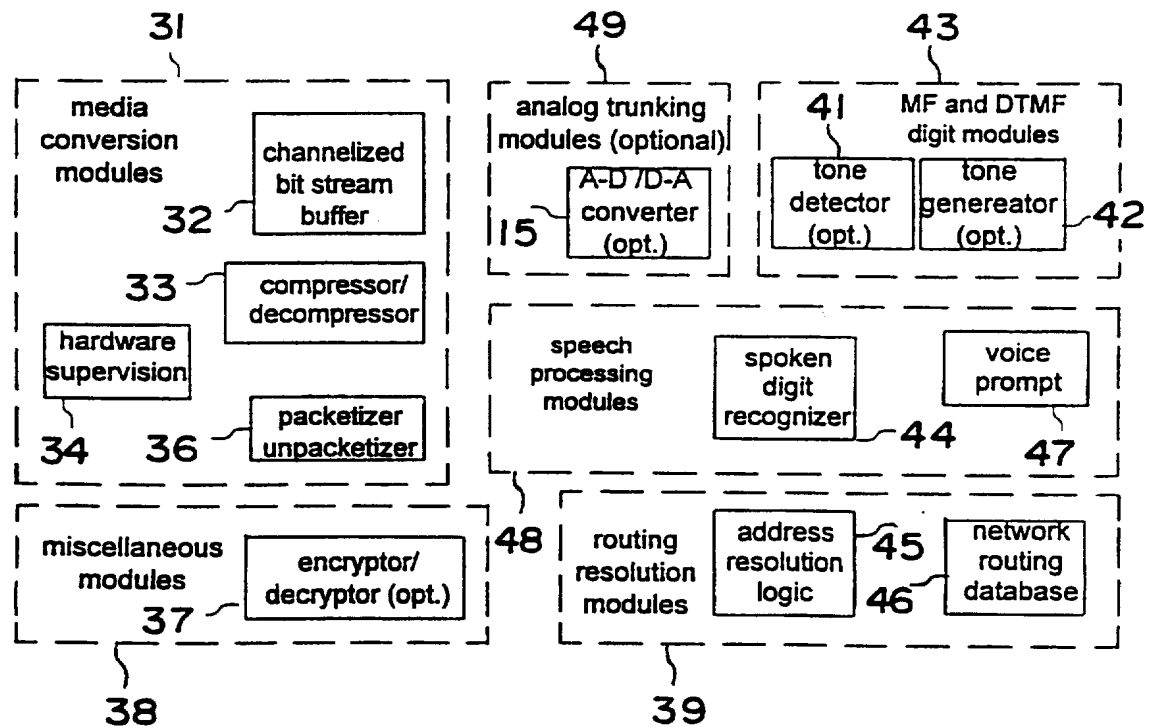 31
media
conversion
modules
channelized
bit stream
buffer
32
33
compressor/
decompressor
hardware
supervision
34
36
packetizer
unpacketizer
49
analog trunking
modules (optional)
A-D /D-A
converter
(opt.)
15
43
41
MF and DTMF
digit modules
tone
detector
(opt.)
tone
genereator
(opt.)
42
speech
processing
modules
spoken
digit
recognizer
44
voice
prompt
47
48
miscellaneous
modules
encryptor/
decryptor (opt.)
37
38
routing
resolution
modules
address
resolution
logic
45
46
network
routing
database
39